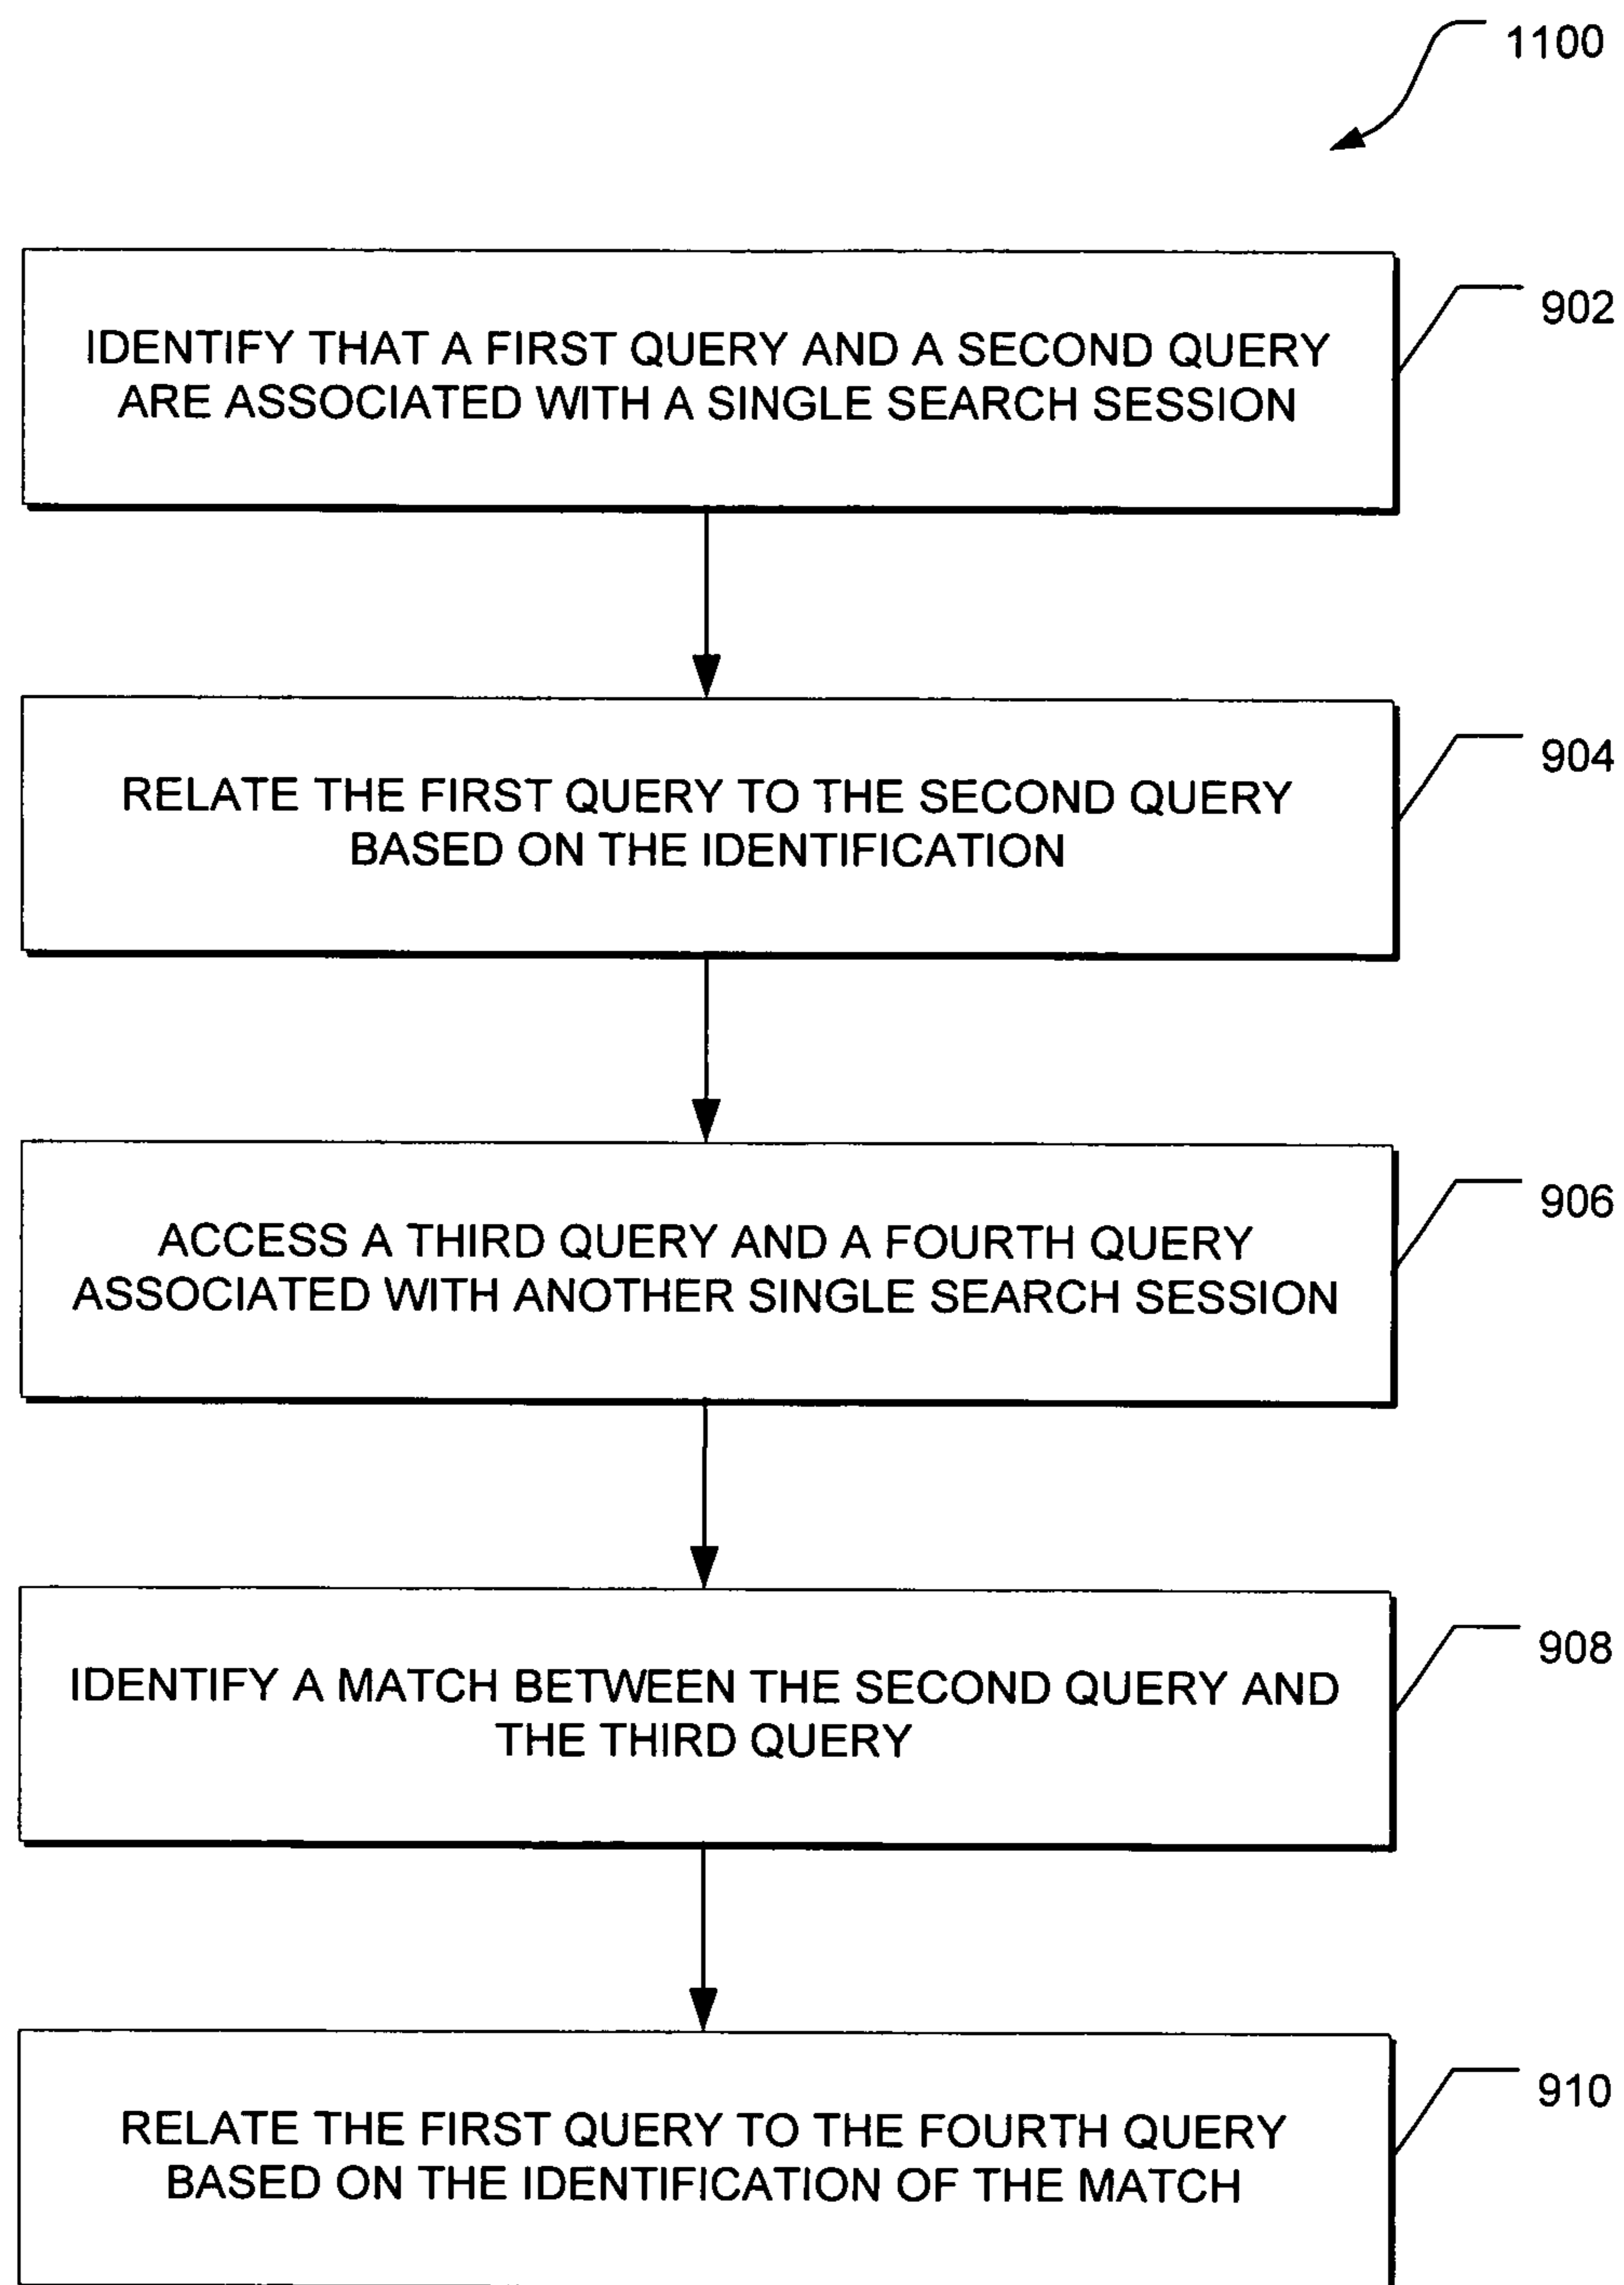 1100
IDENTIFY THAT A FIRST QUERY AND A SECOND QUERY
ARE ASSOCIATED WITH A SINGLE SEARCH SESSION
902
RELATE THE FIRST QUERY TO THE SECOND QUERY
BASED ON THE IDENTIFICATION
904
ACCESS A THIRD QUERY AND A FOURTH QUERY
ASSOCIATED WITH ANOTHER SINGLE SEARCH SESSION
906
IDENTIFY A MATCH BETWEEN THE SECOND QUERY AND
THE THIRD QUERY
908
RELATE THE FIRST QUERY TO THE FOURTH QUERY
BASED ON THE IDENTIFICATION OF THE MATCH
910